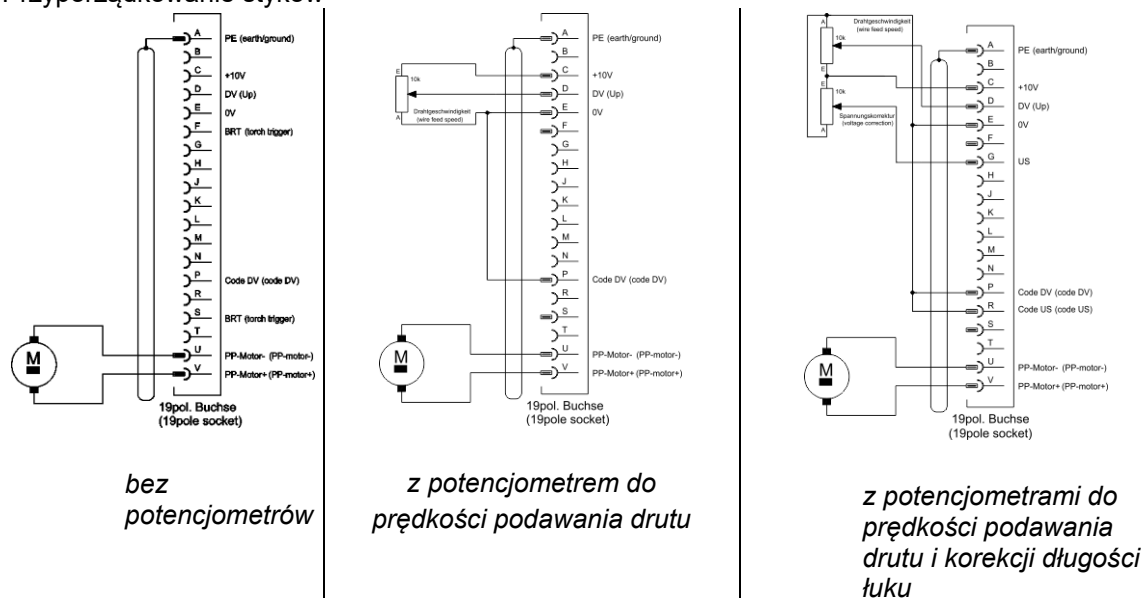 Przyporządkowanie styków
A PE (earth/ground)
B
C +10V
D DV (Up)
E 0V
F BRT (torch trigger)
G
H
J
K
L
M
N
P Code DV (code DV)
R
S BRT (torch trigger)
T
U PP-Motor- (PP-motor-)
V PP-Motor+ (PP-motor+)
M
19pol. Buchse
(19pole socket)
bez
potencjometrów
A PE (earth/ground)
B
C +10V
D DV (Up)
E 0V
F
G
H
J
K
L
M
N
P Code DV (code DV)
R
S
T
U PP-Motor- (PP-motor-)
V PP-Motor+ (PP-motor+)
E
10k
A
Drahtgeschwindigkeit
(wire feed speed)
M
19pol. Buchse
(19pole socket)
z potencjometrem do
prędkości podawania drutu
A
Drahtgeschwindigkeit
(wire feed speed)
10k
E
10k
Spannungskorrektur
(voltage correction)
A
A PE (earth/ground)
B
C +10V
D DV (Up)
E 0V
F
G US
H
J
K
L
M
N
P Code DV (code DV)
R Code US (code US)
S
T
U PP-Motor- (PP-motor-)
V PP-Motor+ (PP-motor+)
M
19pol. Buchse
(19pole socket)
z potencjometrami do
prędkości podawania
drutu i korekcji długości
łuku